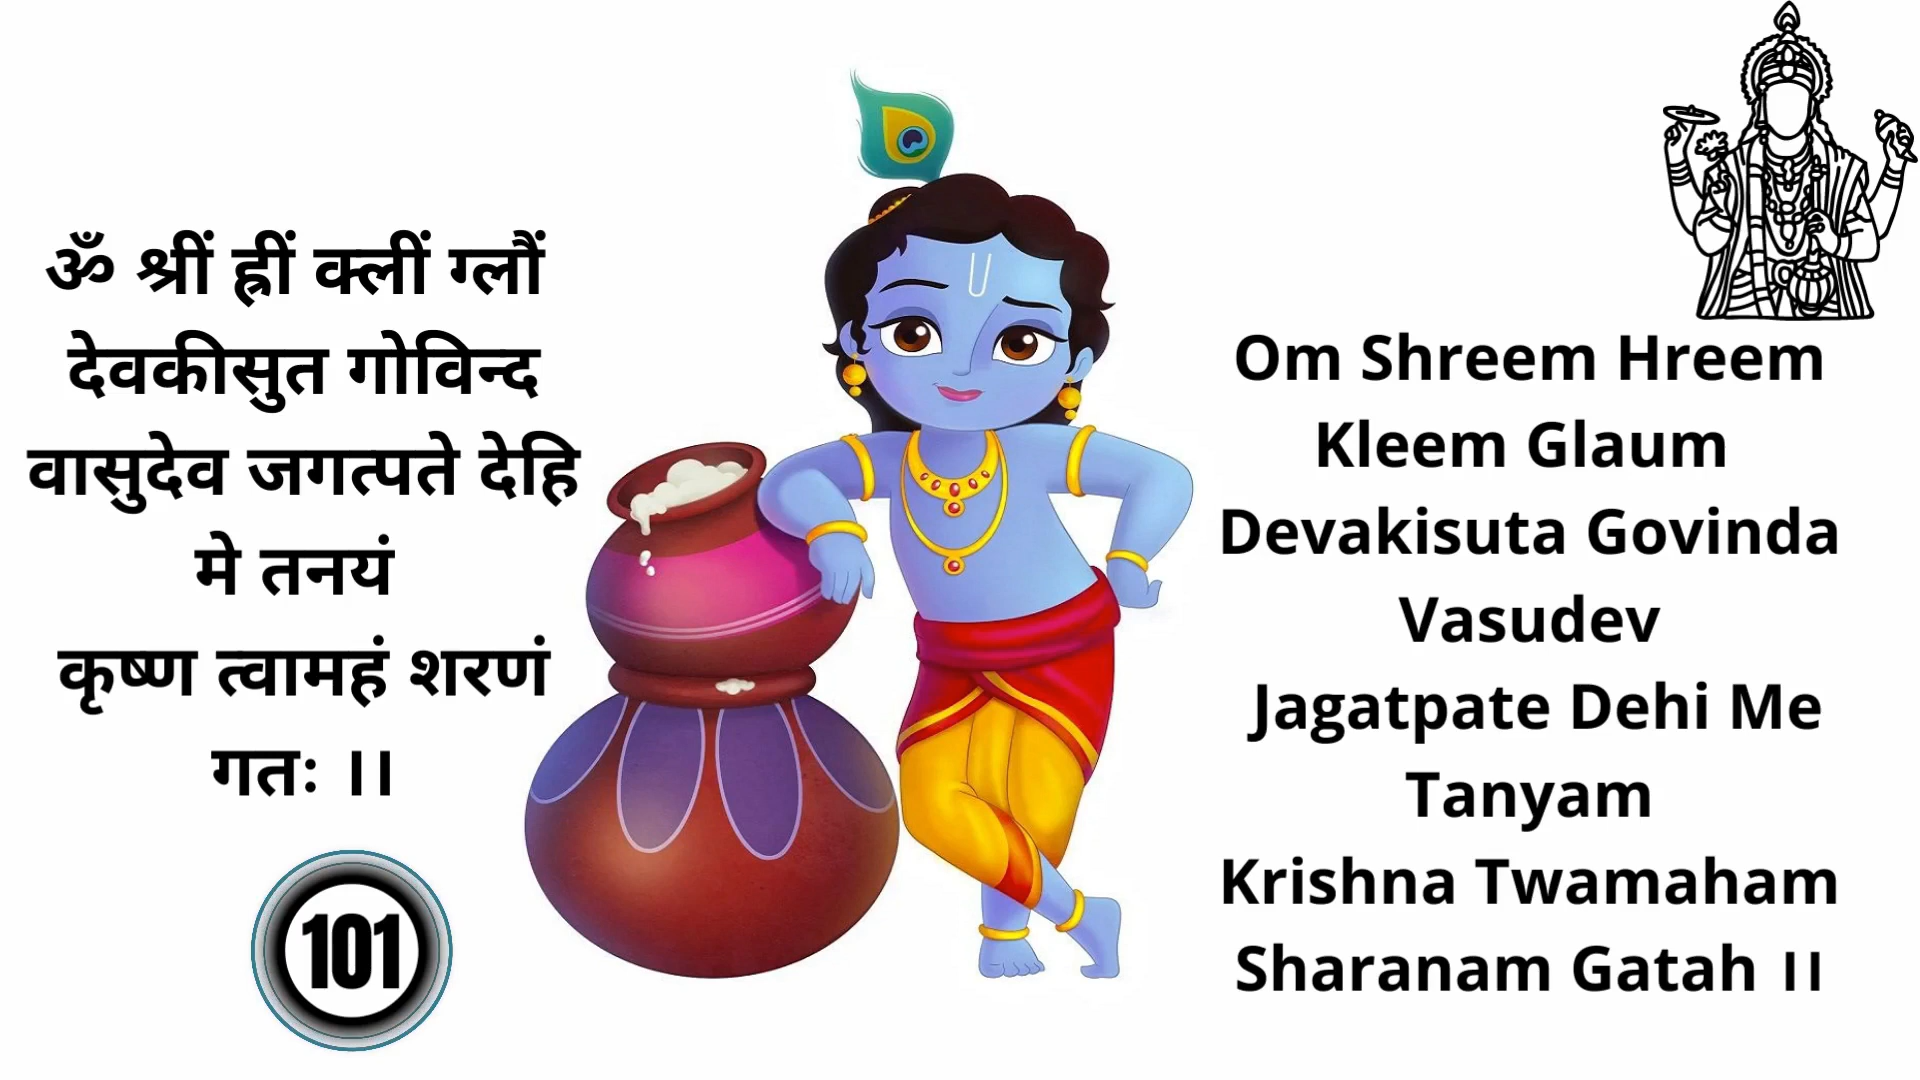 ॐ श्रीं ह्रीं क्लीं ग्लौं
देवकीसुत गोविन्द
वासुदेव जगत्पते देहि
मे तनयं
कृष्ण त्वामहं शरणं
गतः ।।
101
Om Shreem Hreem
Kleem Glaum
Devakisuta Govinda
Vasudev
Jagatpate Dehi Me
Tanyam
Krishna Twamaham
Sharanam Gatah ।।